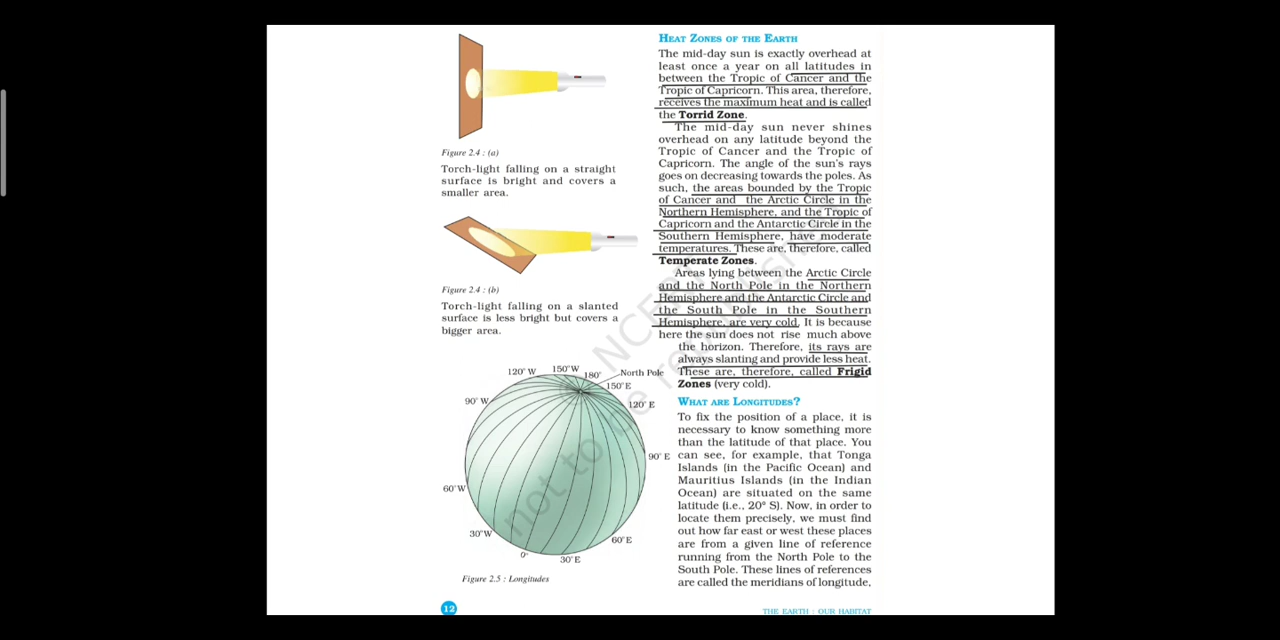 Figure 2.4 : (a)
Torch-light falling on a straight
surface is bright and covers a
smaller area.
Figure 2.4 : (b)
Torch-light falling on a slanted
surface is less bright but covers a
bigger area.
120° W
150°W
180°
North Pole
150°E
120° E
90° W
90° E
60°W
30°W
0°
30°E
60°E
Figure 2.5 : Longitudes
HEAT ZONES OF THE EARTH
The mid-day sun is exactly overhead at
least once a year on all latitudes in
between the Tropic of Cancer and the
Tropic of Capricorn. This area, therefore,
receives the maximum heat and is called
the Torrid Zone.
The mid-day sun never shines
overhead on any latitude beyond the
Tropic of Cancer and the Tropic of
Capricorn. The angle of the sun's rays
goes on decreasing towards the poles. As
such, the areas bounded by the Tropic
of Cancer and the Arctic Circle in the
Northern Hemisphere, and the Tropic of
Capricorn and the Antarctic Circle in the
Southern Hemisphere, have moderate
temperatures. These are, therefore, called
Temperate Zones.
Areas lying between the Arctic Circle
and the North Pole in the Northern
Hemisphere and the Antarctic Circle and
the South Pole in the Southern
Hemisphere, are very cold. It is because
here the sun does not rise much above
the horizon. Therefore, its rays are
always slanting and provide less heat.
These are, therefore, called Frigid
Zones (very cold).
WHAT ARE LONGITUDES?
To fix the position of a place, it is
necessary to know something more
than the latitude of that place. You
can see, for example, that Tonga
Islands (in the Pacific Ocean) and
Mauritius Islands (in the Indian
Ocean) are situated on the same
latitude (i.e., 20° S). Now, in order to
locate them precisely, we must find
out how far east or west these places
are from a given line of reference
running from the North Pole to the
South Pole. These lines of references
are called the meridians of longitude,
12
THE EARTH : OUR HABITAT
NCERT
not to be republished